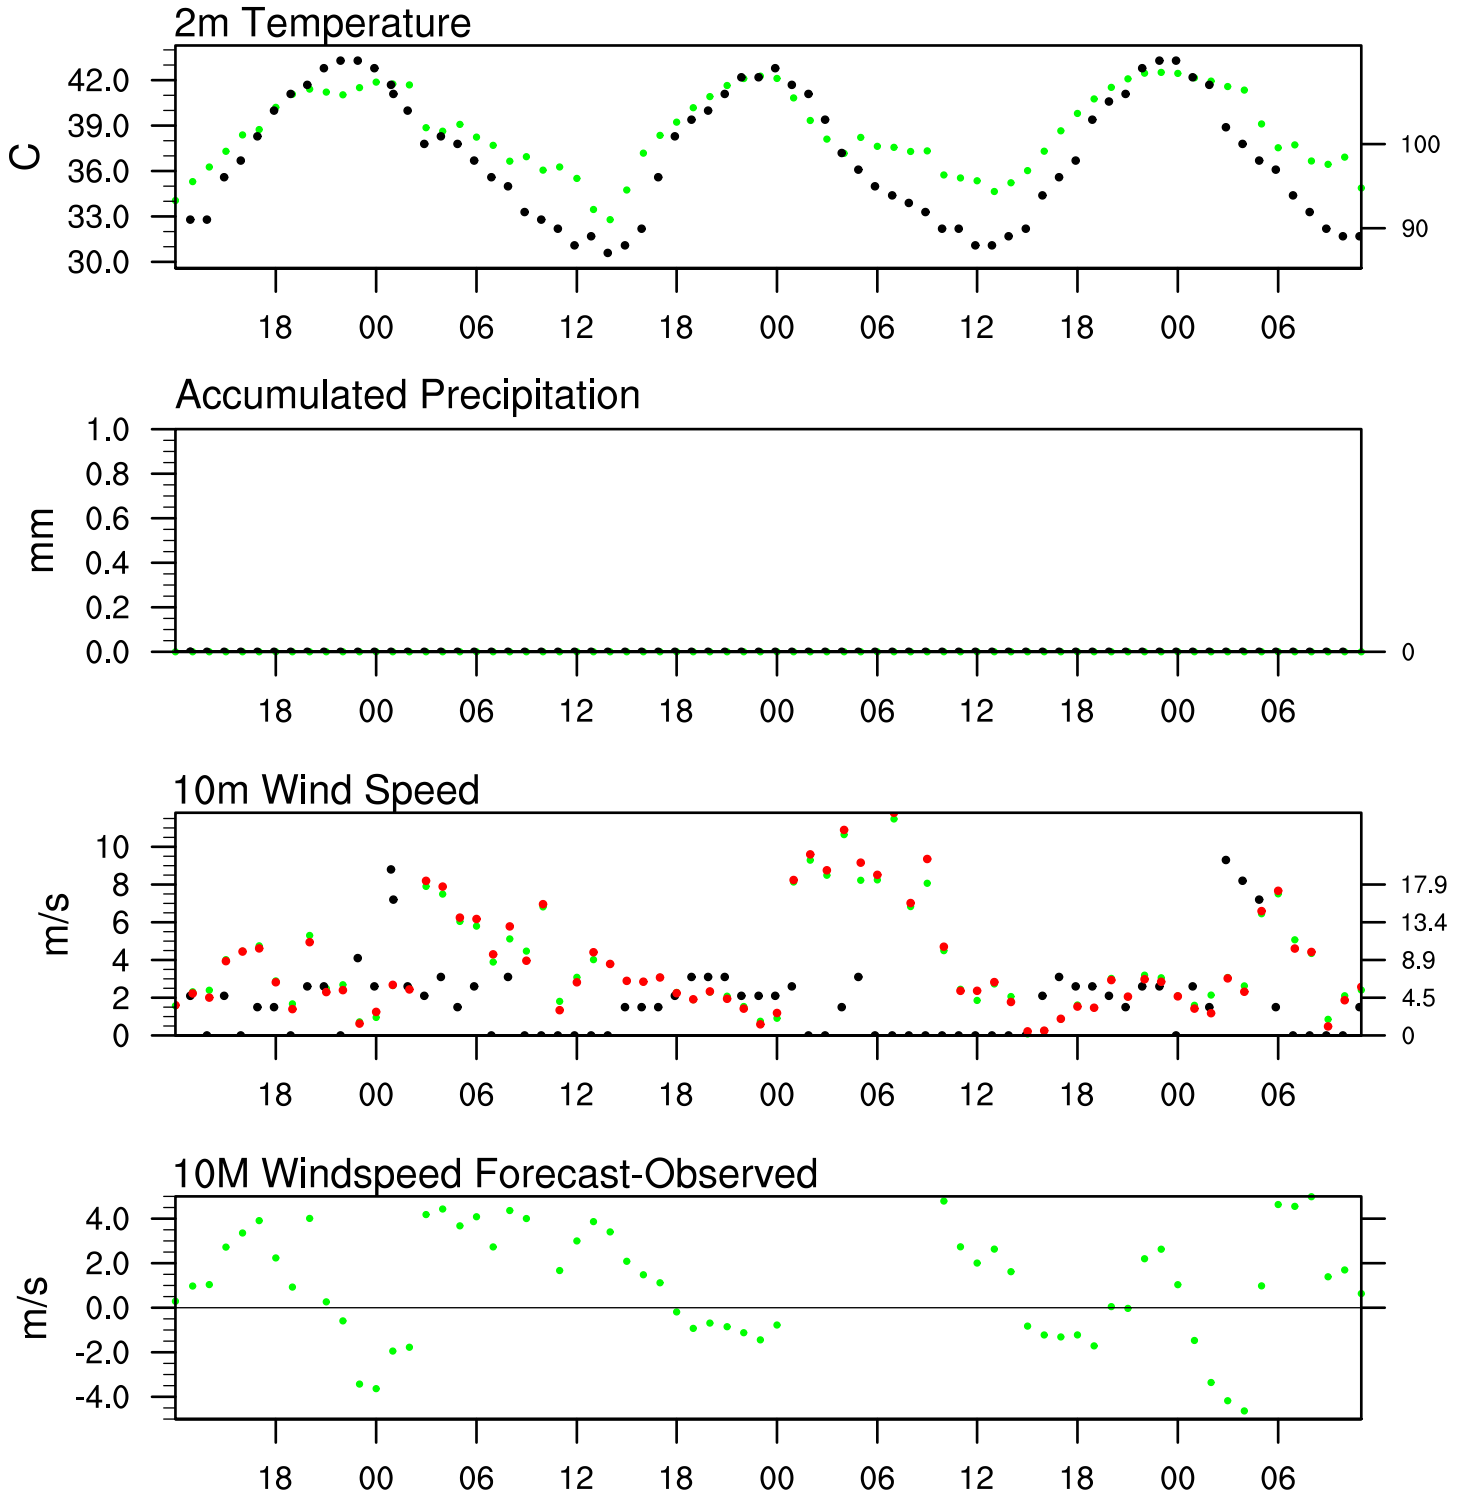 2m Temperature
42.0
39.0
36.0
33.0
30.0
C
100
90
18 00 06 12 18 00 06 12 18 00 06
Accumulated Precipitation
1.0
0.8
0.6
0.4
0.2
0.0
mm
0
18 00 06 12 18 00 06 12 18 00 06
10m Wind Speed
10
8
6
4
2
0
m/s
17.9
13.4
8.9
4.5
0
18 00 06 12 18 00 06 12 18 00 06
10M Windspeed Forecast-Observed
4.0
2.0
0.0
-2.0
-4.0
m/s
18 00 06 12 18 00 06 12 18 00 06